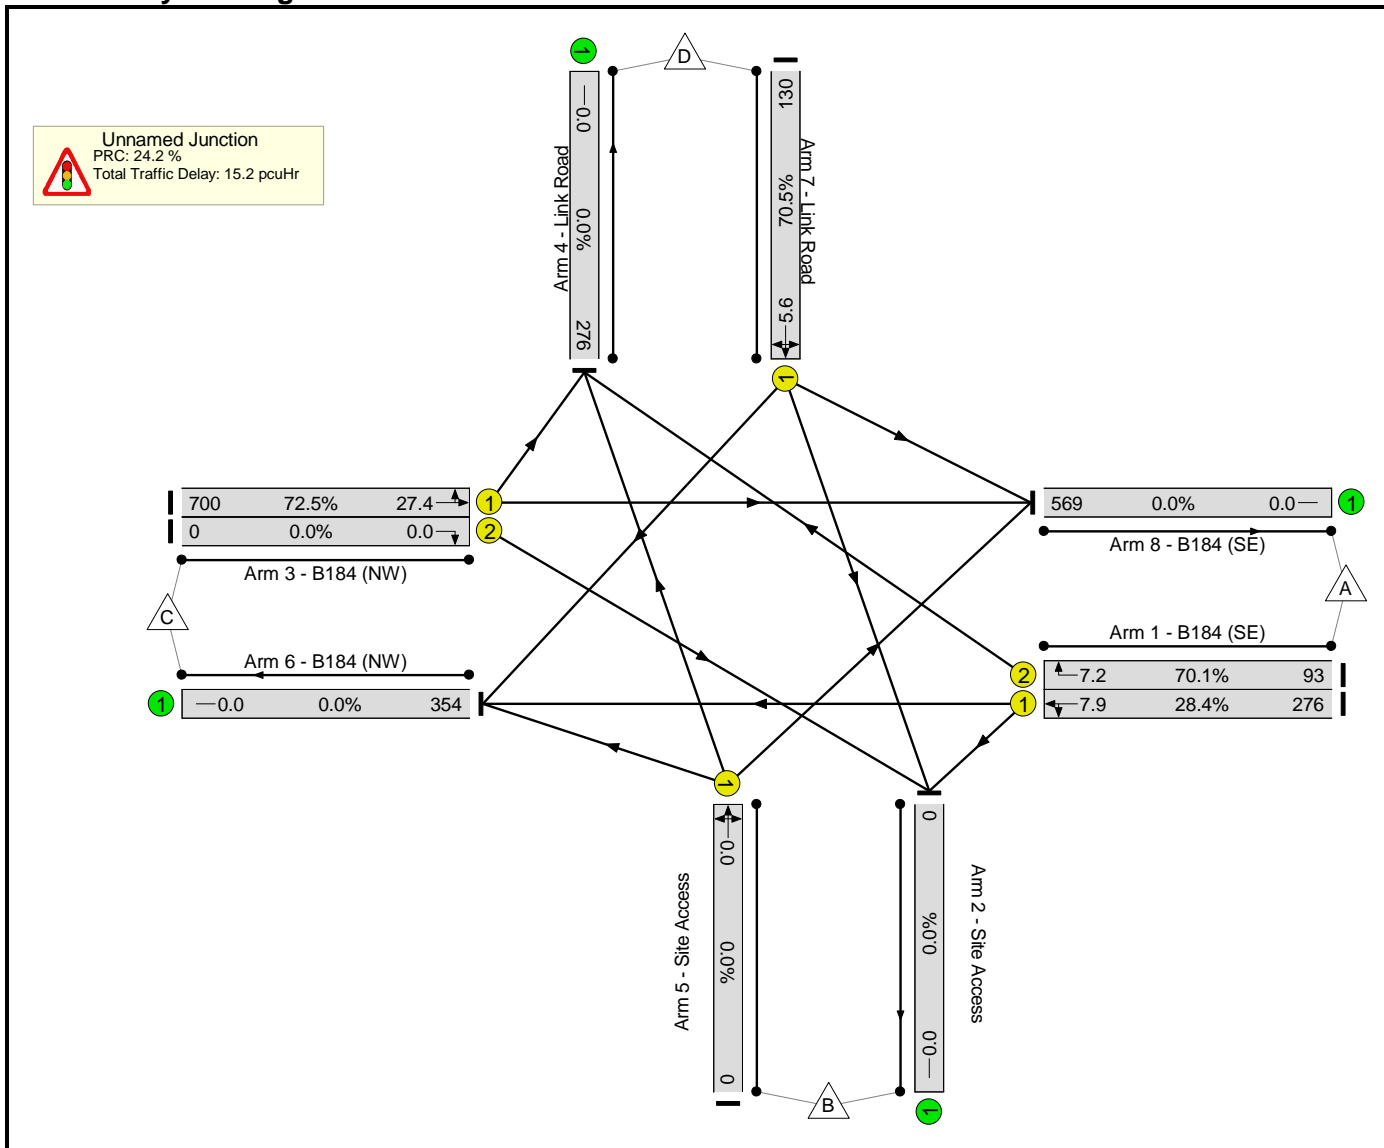 Unnamed Junction
PRC: 24.2 %
Total Traffic Delay: 15.2 pcuHr
1
D
Arm 4 - Link Road
0.0
0.0%
276
Arm 7 - Link Road
130
70.5%
5.6
1
700 72.5% 27.4
1
0 0.0% 0.0
2
Arm 3 - B184 (NW)
C
Arm 6 - B184 (NW)
1
0.0 0.0% 354
569 0.0% 0.0
1
Arm 8 - B184 (SE)
A
Arm 1 - B184 (SE)
2
7.2 70.1% 93
1
7.9 28.4% 276
1
Arm 5 - Site Access
0.0
0.0%
0
B
Arm 2 - Site Access
0
0.0%
0.0
1